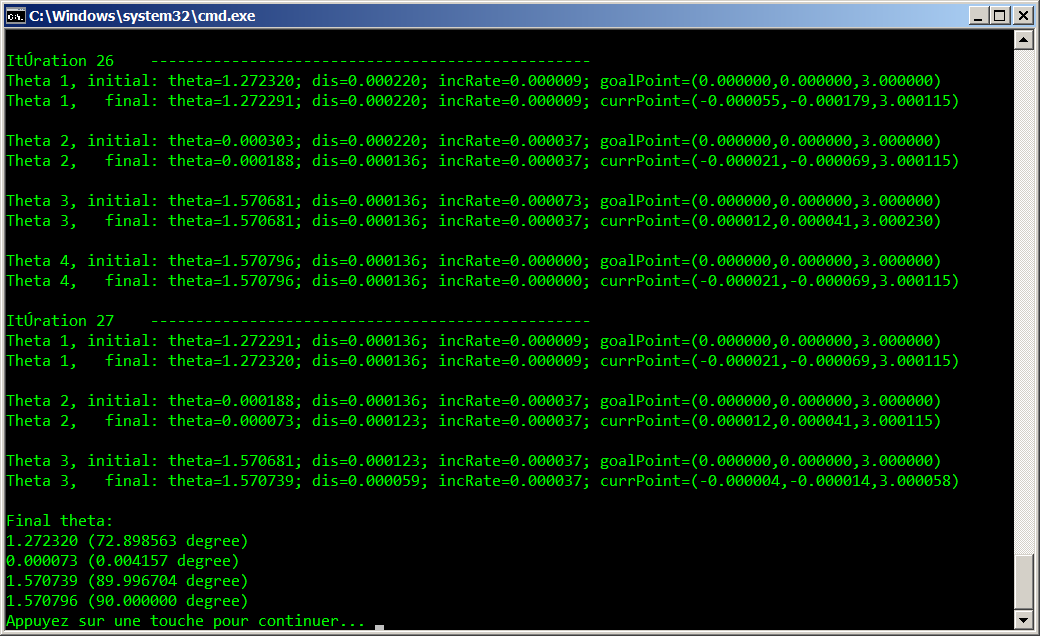 C:\Windows\system32\cmd.exe
ItÚration 26    -------------------------------------------------
Theta 1, initial: theta=1.272320; dis=0.000220; incRate=0.000009; goalPoint=(0.000000,0.000000,3.000000)
Theta 1,   final: theta=1.272291; dis=0.000220; incRate=0.000009; currPoint=(-0.000055,-0.000179,3.000115)
Theta 2, initial: theta=0.000303; dis=0.000220; incRate=0.000037; goalPoint=(0.000000,0.000000,3.000000)
Theta 2,   final: theta=0.000188; dis=0.000136; incRate=0.000037; currPoint=(-0.000021,-0.000069,3.000115)
Theta 3, initial: theta=1.570681; dis=0.000136; incRate=0.000073; goalPoint=(0.000000,0.000000,3.000000)
Theta 3,   final: theta=1.570681; dis=0.000136; incRate=0.000037; currPoint=(0.000012,0.000041,3.000230)
Theta 4, initial: theta=1.570796; dis=0.000136; incRate=0.000000; goalPoint=(0.000000,0.000000,3.000000)
Theta 4,   final: theta=1.570796; dis=0.000136; incRate=0.000000; currPoint=(-0.000021,-0.000069,3.000115)
ItÚration 27    -------------------------------------------------
Theta 1, initial: theta=1.272291; dis=0.000136; incRate=0.000009; goalPoint=(0.000000,0.000000,3.000000)
Theta 1,   final: theta=1.272320; dis=0.000136; incRate=0.000009; currPoint=(-0.000021,-0.000069,3.000115)
Theta 2, initial: theta=0.000188; dis=0.000136; incRate=0.000037; goalPoint=(0.000000,0.000000,3.000000)
Theta 2,   final: theta=0.000073; dis=0.000123; incRate=0.000037; currPoint=(0.000012,0.000041,3.000115)
Theta 3, initial: theta=1.570681; dis=0.000123; incRate=0.000037; goalPoint=(0.000000,0.000000,3.000000)
Theta 3,   final: theta=1.570739; dis=0.000059; incRate=0.000037; currPoint=(-0.000004,-0.000014,3.000058)
Final theta:
1.272320 (72.898563 degree)
0.000073 (0.004157 degree)
1.570739 (89.996704 degree)
1.570796 (90.000000 degree)
Appuyez sur une touche pour continuer...